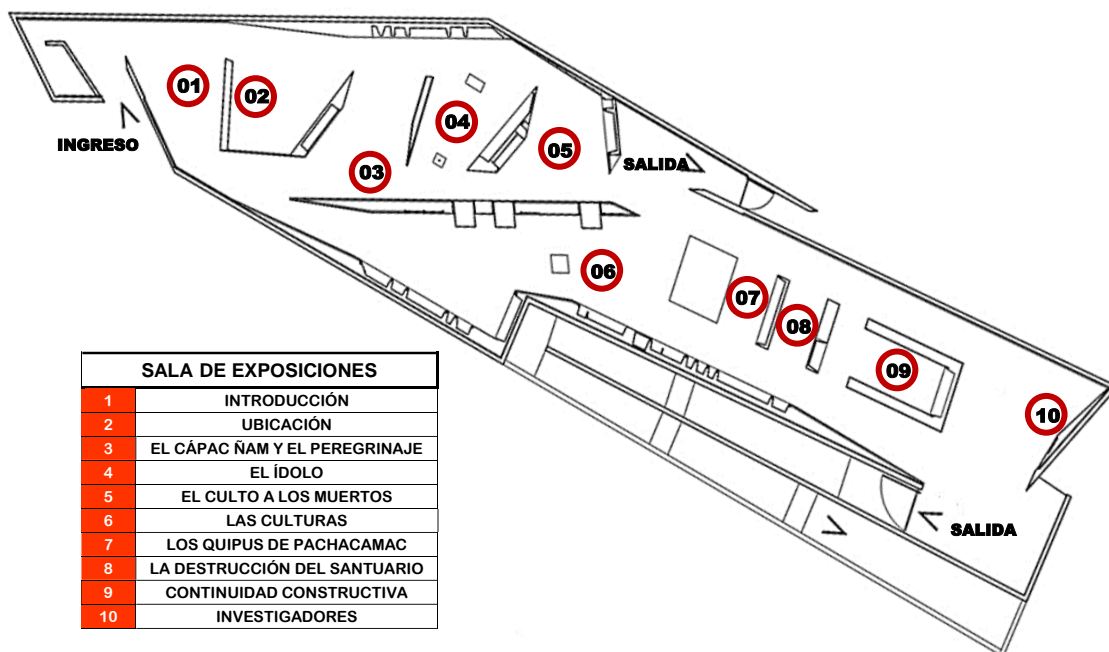 01
02
03
04
05
INGRESO
SALIDA
06
07
08
09
10
SALIDA
SALA DE EXPOSICIONES
1 INTRODUCCIÓN
2 UBICACIÓN
3 EL CÁPAC ÑAM Y EL PEREGRINAJE
4 EL ÍDOLO
5 EL CULTO A LOS MUERTOS
6 LAS CULTURAS
7 LOS QUIPUS DE PACHACAMAC
8 LA DESTRUCCIÓN DEL SANTUARIO
9 CONTINUIDAD CONSTRUCTIVA
10 INVESTIGADORES